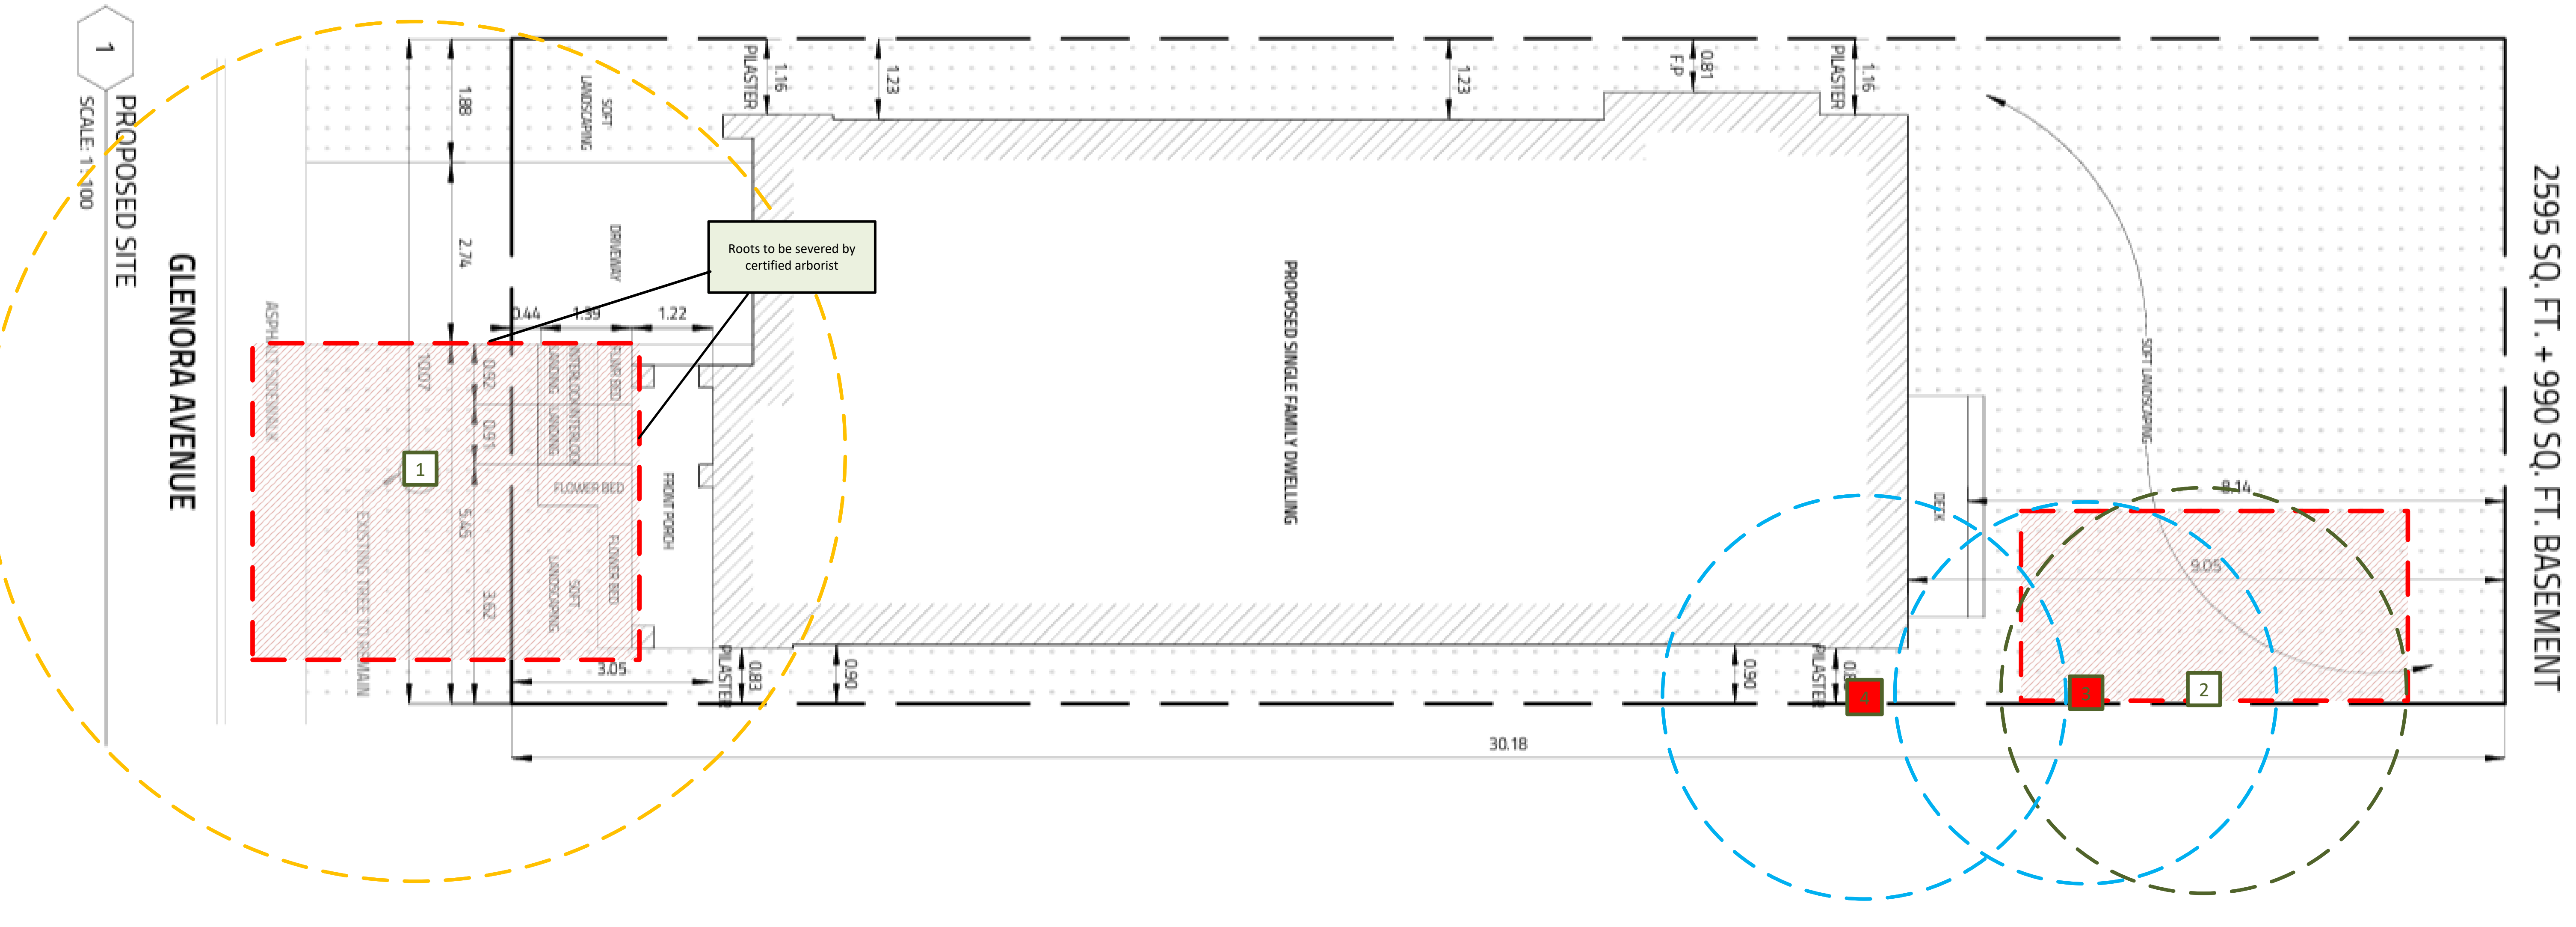 1
PROPOSED SITE
SCALE: 1:100
GLENORA AVENUE
ASPHALT SIDEWALK
EXISTING TREE TO REMAIN
10.07
1.88
2.74
5.45
0.92
0.91
3.62
1
SOFT
LANDSCAPING
DRIVEWAY
0.44
1.39
1.22
Roots to be severed by
certified arborist
FLWR BED
INTERLOCK
LANDING
INTERLOCK
LANDING
FLOWER BED
FLOWER BED
SOFT
LANDSCAPING
FRONT PORCH
3.05
PILASTER
1.16
1.23
PILASTER
0.83
0.90
PROPOSED SINGLE FAMILY DWELLING
1.23
0.81
F.P
PILASTER
1.16
0.90
PILASTER
4
DECK
SOFT LANDSCAPING
8.14
9.05
3
2
30.18
2595 SQ. FT. + 990 SQ. FT. BASEMENT